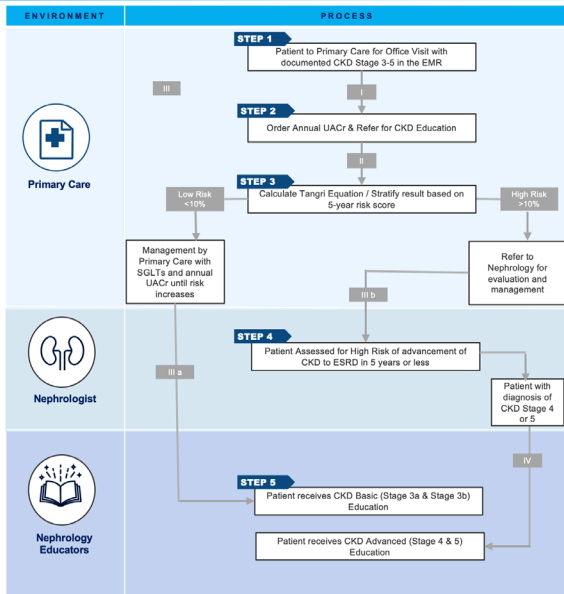 ENVIRONMENT
PROCESS
STEP 1
Patient to Primary Care for Office Visit with
documented CKD Stage 3-5 in the EMR
III
I
STEP 2
Order Annual UACr & Refer for CKD Education
II
Primary Care
STEP 3
Calculate Tangri Equation / Stratify result based on
5-year risk score
Low Risk
<10%
High Risk
>10%
Management by
Primary Care with
SGLTs and annual
UACr until risk
increases
Refer to
Nephrology for
evaluation and
management
III b
STEP 4
Patient Assessed for High Risk of advancement of
CKD to ESRD in 5 years or less
III a
Nephrologist
Patient with
diagnosis of
CKD Stage 4
or 5
IV
STEP 5
Patient receives CKD Basic (Stage 3a & Stage 3b)
Education
Nephrology
Educators
Patient receives CKD Advanced (Stage 4 & 5)
Education